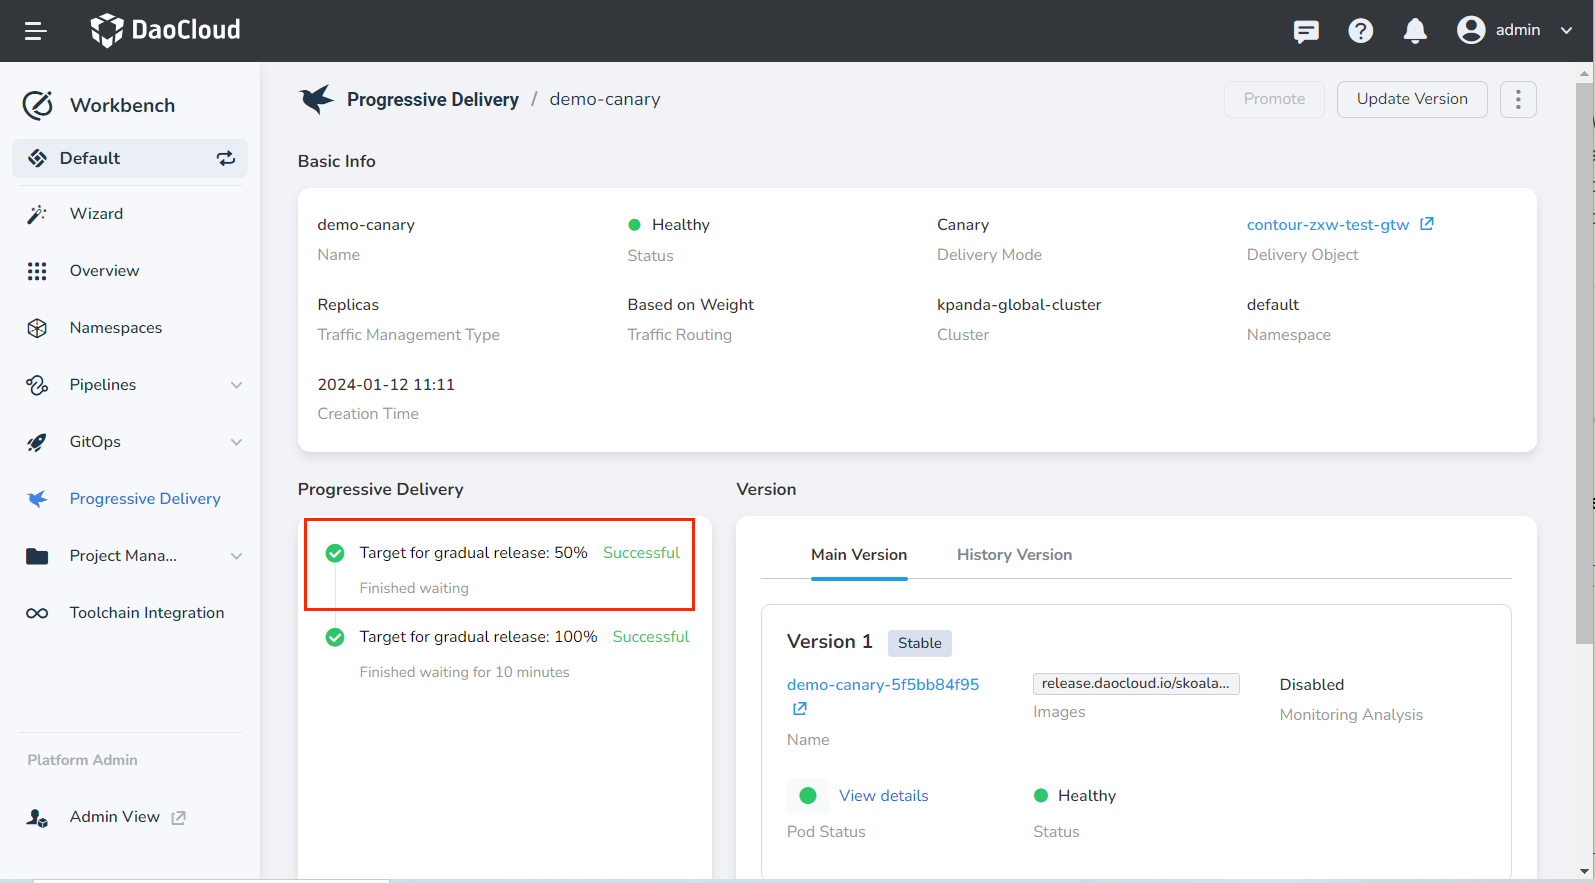 DaoCloud
admin
Workbench
Default
Wizard
Overview
Namespaces
Pipelines
GitOps
Progressive Delivery
Project Mana...
Toolchain Integration
Platform Admin
Admin View
Progressive Delivery / demo-canary
Promote
Update Version
Basic Info
demo-canary
Name
Healthy
Status
Canary
Delivery Mode
contour-zxw-test-gtw
Delivery Object
Replicas
Traffic Management Type
Based on Weight
Traffic Routing
kpanda-global-cluster
Cluster
default
Namespace
2024-01-12 11:11
Creation Time
Progressive Delivery
Target for gradual release: 50% Successful
Finished waiting
Target for gradual release: 100% Successful
Finished waiting for 10 minutes
Version
Main Version
History Version
Version 1 Stable
demo-canary-5f5bb84f95
Name
release.daocloud.io/skoala...
Images
Disabled
Monitoring Analysis
View details
Pod Status
Healthy
Status